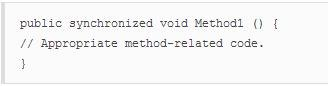 public synchronized void Method1 () {
// Appropriate method-related code.
}